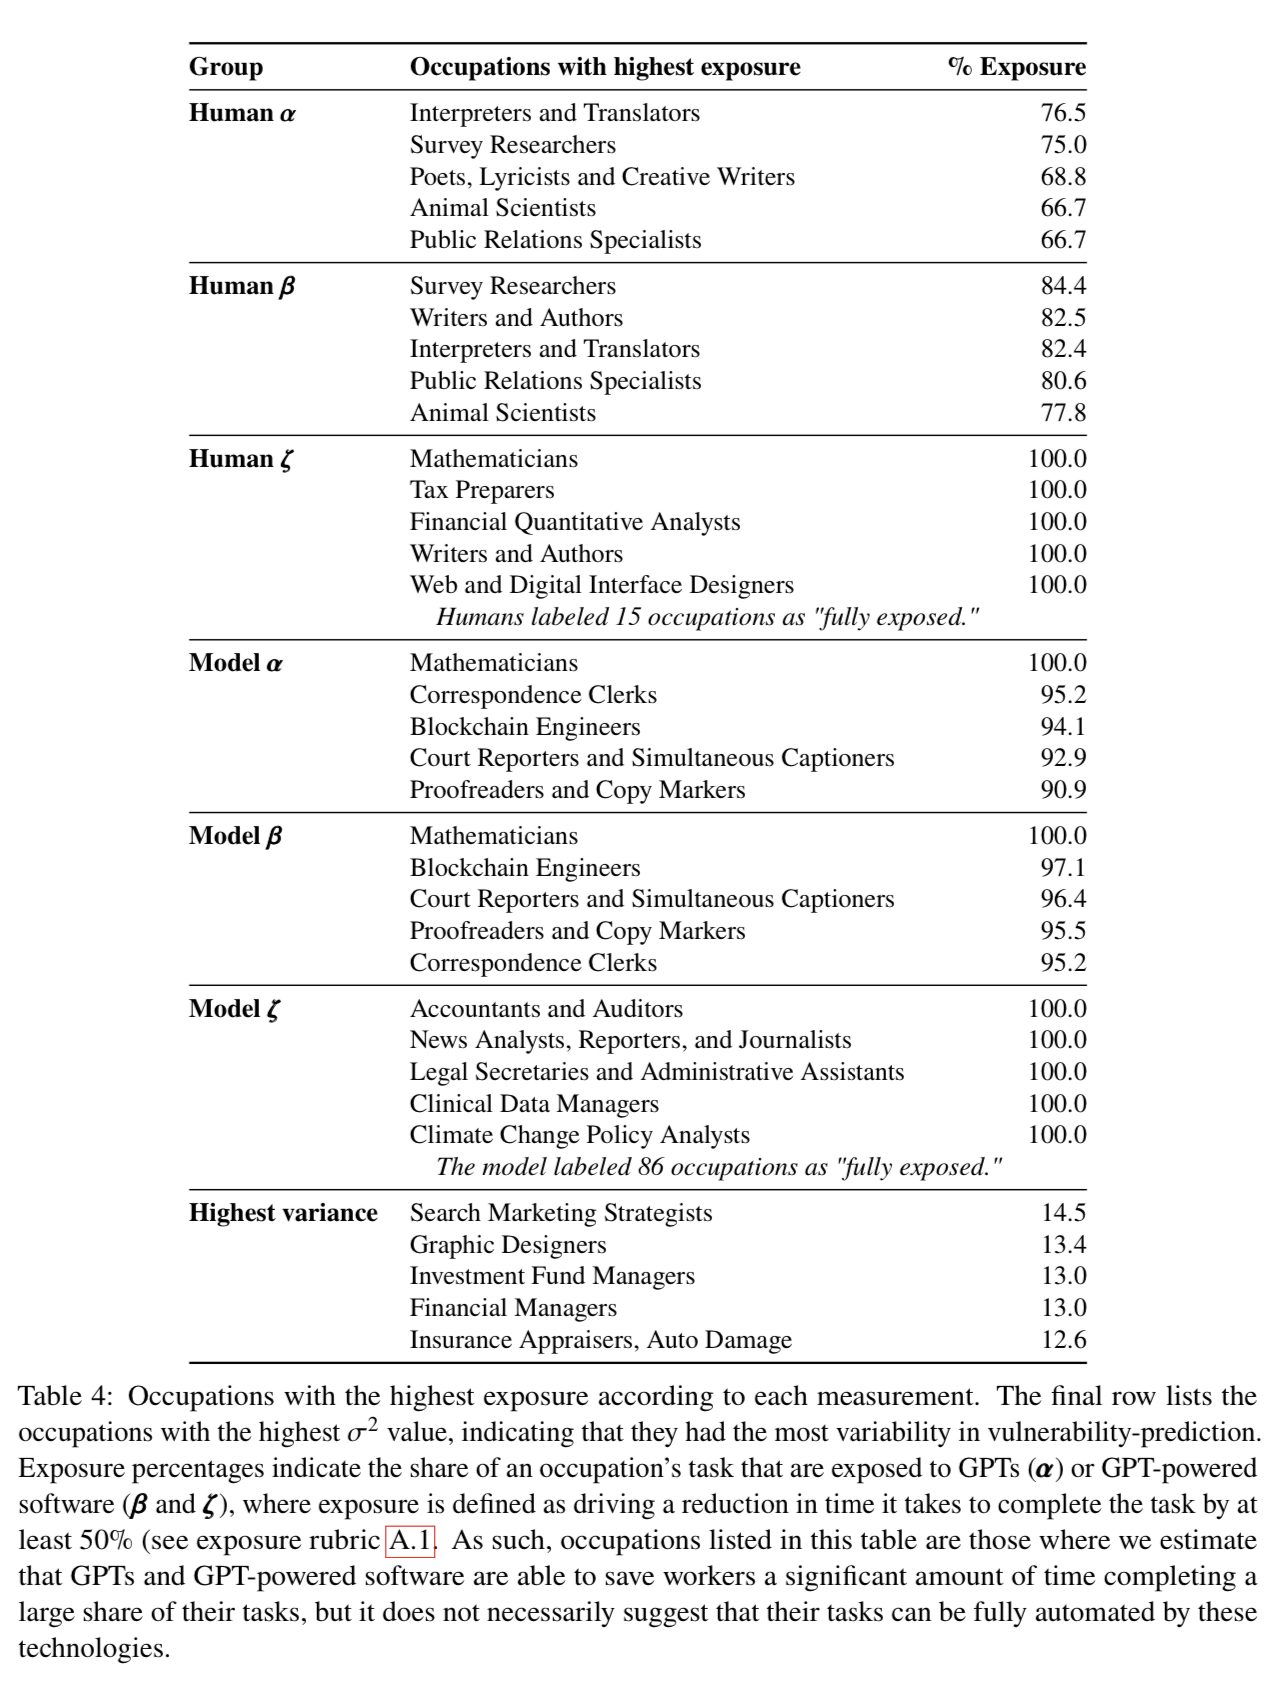 Group Occupations with highest exposure % Exposure
Human α Interpreters and Translators 76.5
Survey Researchers 75.0
Poets, Lyricists and Creative Writers 68.8
Animal Scientists 66.7
Public Relations Specialists 66.7
Human β Survey Researchers 84.4
Writers and Authors 82.5
Interpreters and Translators 82.4
Public Relations Specialists 80.6
Animal Scientists 77.8
Human ζ Mathematicians 100.0
Tax Preparers 100.0
Financial Quantitative Analysts 100.0
Writers and Authors 100.0
Web and Digital Interface Designers 100.0
Humans labeled 15 occupations as "fully exposed."
Model α Mathematicians 100.0
Correspondence Clerks 95.2
Blockchain Engineers 94.1
Court Reporters and Simultaneous Captioners 92.9
Proofreaders and Copy Markers 90.9
Model β Mathematicians 100.0
Blockchain Engineers 97.1
Court Reporters and Simultaneous Captioners 96.4
Proofreaders and Copy Markers 95.5
Correspondence Clerks 95.2
Model ζ Accountants and Auditors 100.0
News Analysts, Reporters, and Journalists 100.0
Legal Secretaries and Administrative Assistants 100.0
Clinical Data Managers 100.0
Climate Change Policy Analysts 100.0
The model labeled 86 occupations as "fully exposed."
Highest variance Search Marketing Strategists 14.5
Graphic Designers 13.4
Investment Fund Managers 13.0
Financial Managers 13.0
Insurance Appraisers, Auto Damage 12.6
Table 4: Occupations with the highest exposure according to each measurement. The final row lists the
occupations with the highest σ² value, indicating that they had the most variability in vulnerability-prediction.
Exposure percentages indicate the share of an occupation's task that are exposed to GPTs (α) or GPT-powered
software (β and ζ), where exposure is defined as driving a reduction in time it takes to complete the task by at
least 50% (see exposure rubric A.1. As such, occupations listed in this table are those where we estimate
that GPTs and GPT-powered software are able to save workers a significant amount of time completing a
large share of their tasks, but it does not necessarily suggest that their tasks can be fully automated by these
technologies.